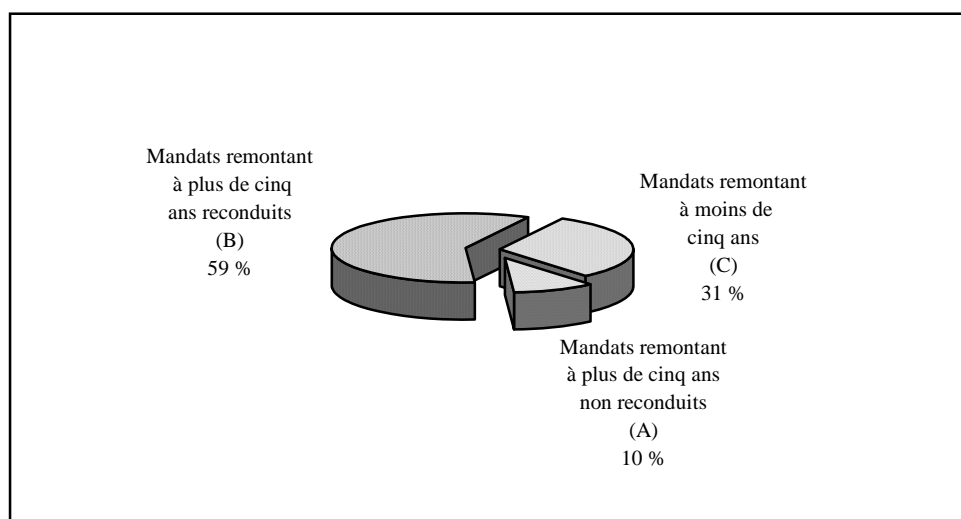 Mandats remontant
à plus de cinq
ans reconduits
(B)
59 %
Mandats remontant
à moins de
cinq ans
(C)
31 %
Mandats remontant
à plus de cinq ans
non reconduits
(A)
10 %